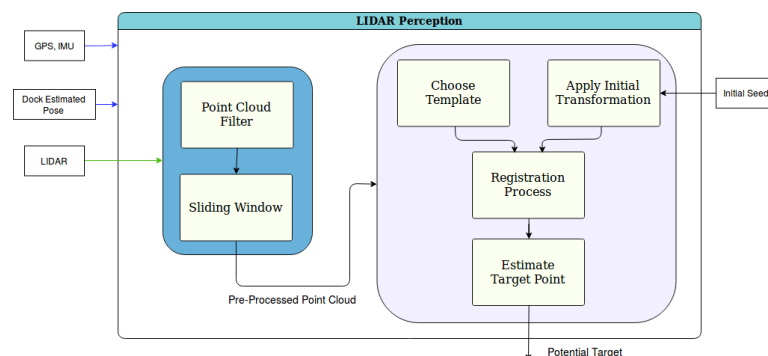 LIDAR Perception
GPS, IMU
Dock Estimated
Pose
LIDAR
Point Cloud
Filter
Sliding Window
Pre-Processed Point Cloud
Choose
Template
Apply Initial
Transformation
Initial Seed
Registration
Process
Estimate
Target Point
Potential Target